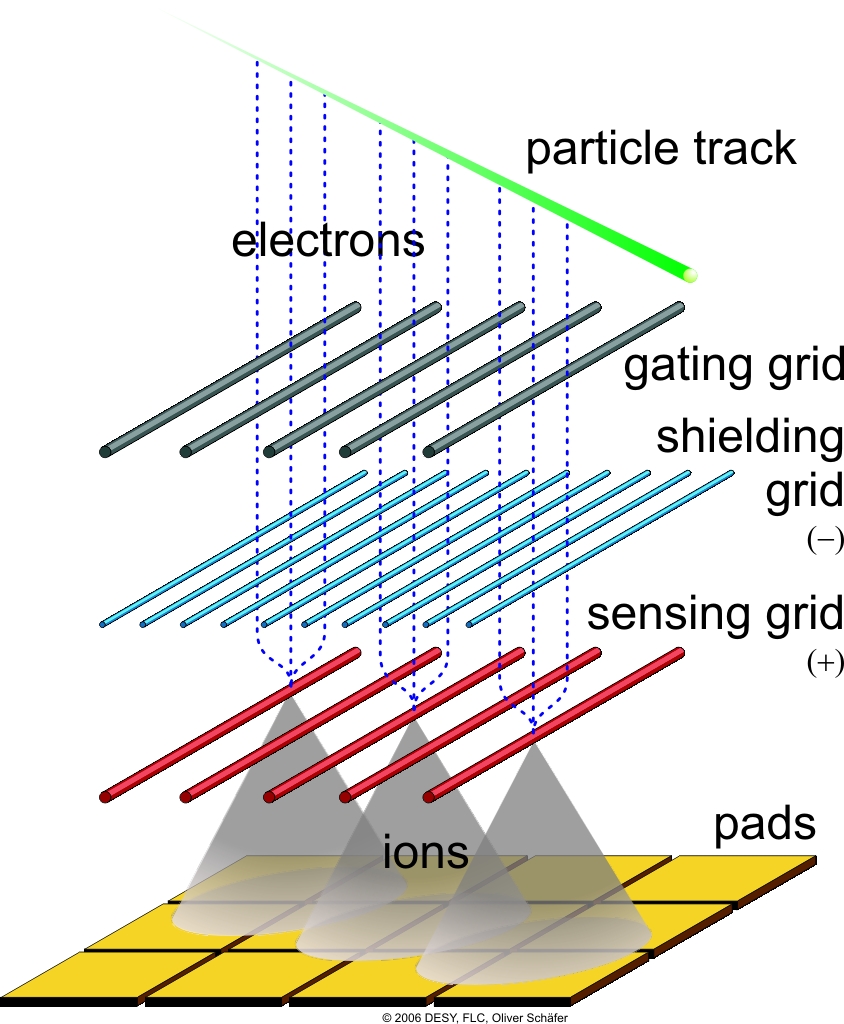 particle track
electrons
gating grid
shielding
grid
(−)
sensing grid
(+)
pads
ions
© 2006 DESY, FLC, Oliver Schäfer